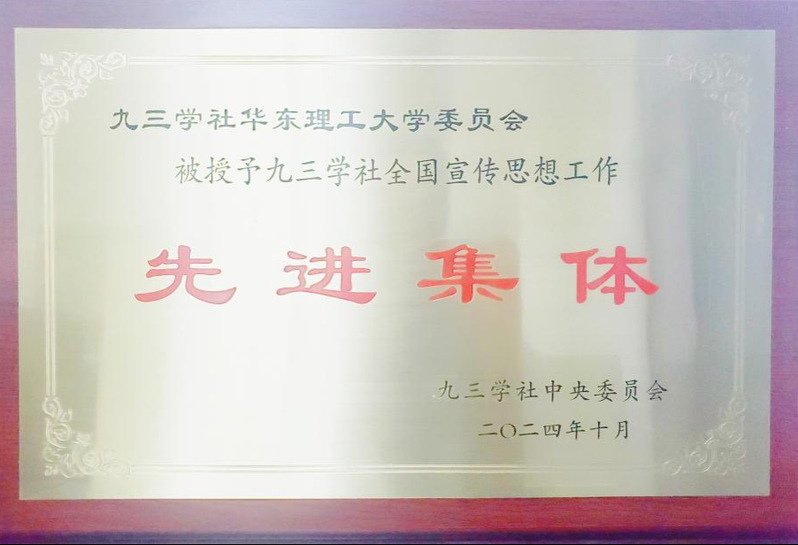 九三学社华东理工大学委员会
被授予九三学社全国宣传思想工作
先进集体
九三学社中央委员会
二〇二四年十月